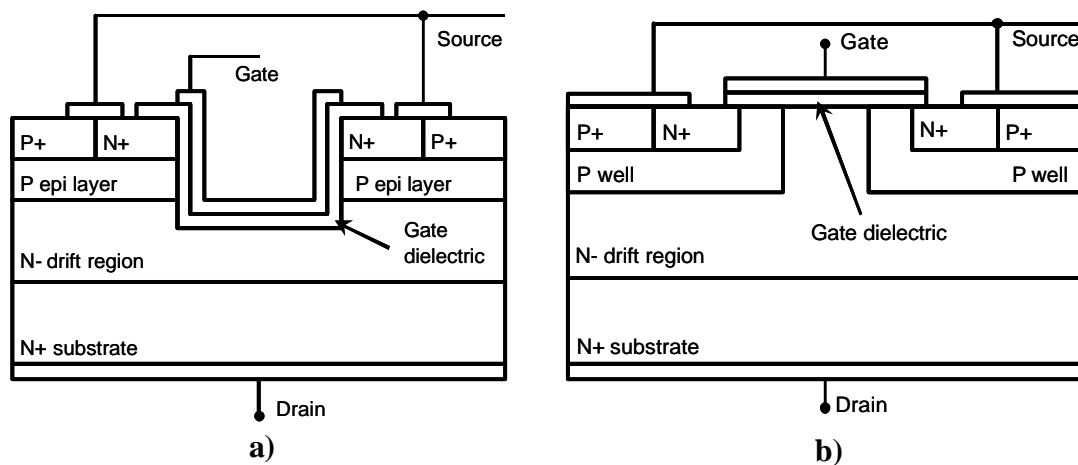 Source
Gate
P+
N+
N+
P+
P epi layer
P epi layer
Gate
dielectric
N- drift region
N+ substrate
Drain
a)
Gate
Source
P+
N+
N+
P+
P well
P well
Gate dielectric
N- drift region
N+ substrate
Drain
b)